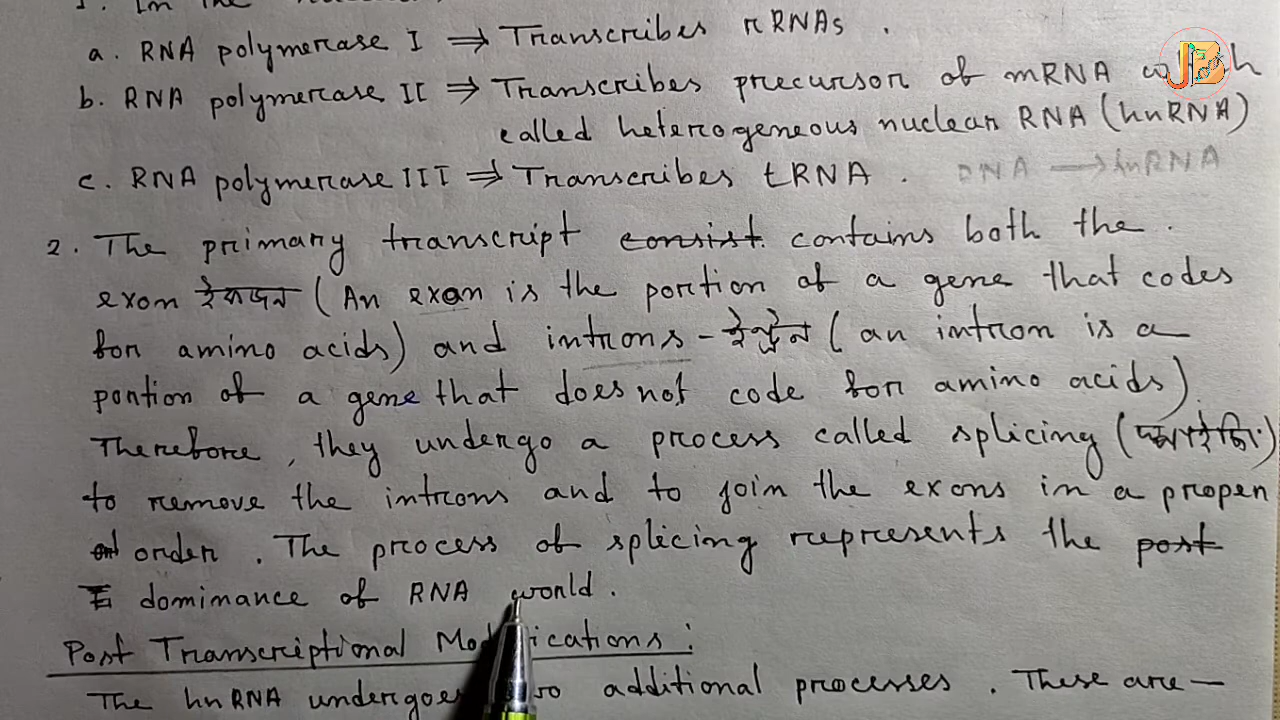 1. In the
a. RNA polymerase I ⇒ Transcribes rRNAs.
b. RNA polymerase II ⇒ Transcribes precursor of mRNA which
called heterogeneous nuclear RNA (hnRNA)
c. RNA polymerase III ⇒ Transcribes tRNA. DNA → hnRNA
2. The primary transcript consist contains both the
exon (An exon is the portion of a gene that codes
for amino acids) and introns - (an intron is a
portion of a gene that does not code for amino acids)
Therefore, they undergo a process called splicing
to remove the introns and to join the exons in a proper
order. The process of splicing represents the post
dominance of RNA world.
Post Transcriptional Modifications:
The hnRNA undergoes two additional processes. These are—